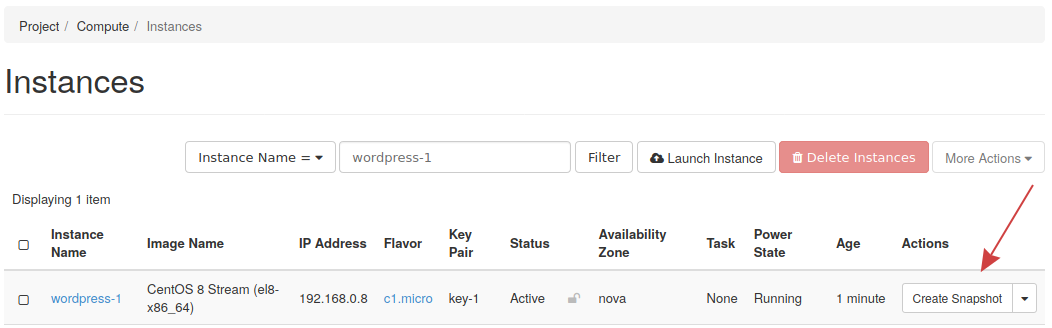 Project / Compute / Instances
Instances
Instance Name = wordpress-1 Filter Launch Instance Delete Instances More Actions
Displaying 1 item
Instance Name Image Name IP Address Flavor Key Pair Status Availability Zone Task Power State Age Actions
wordpress-1 CentOS 8 Stream (el8-x86_64) 192.168.0.8 c1.micro key-1 Active nova None Running 1 minute Create Snapshot